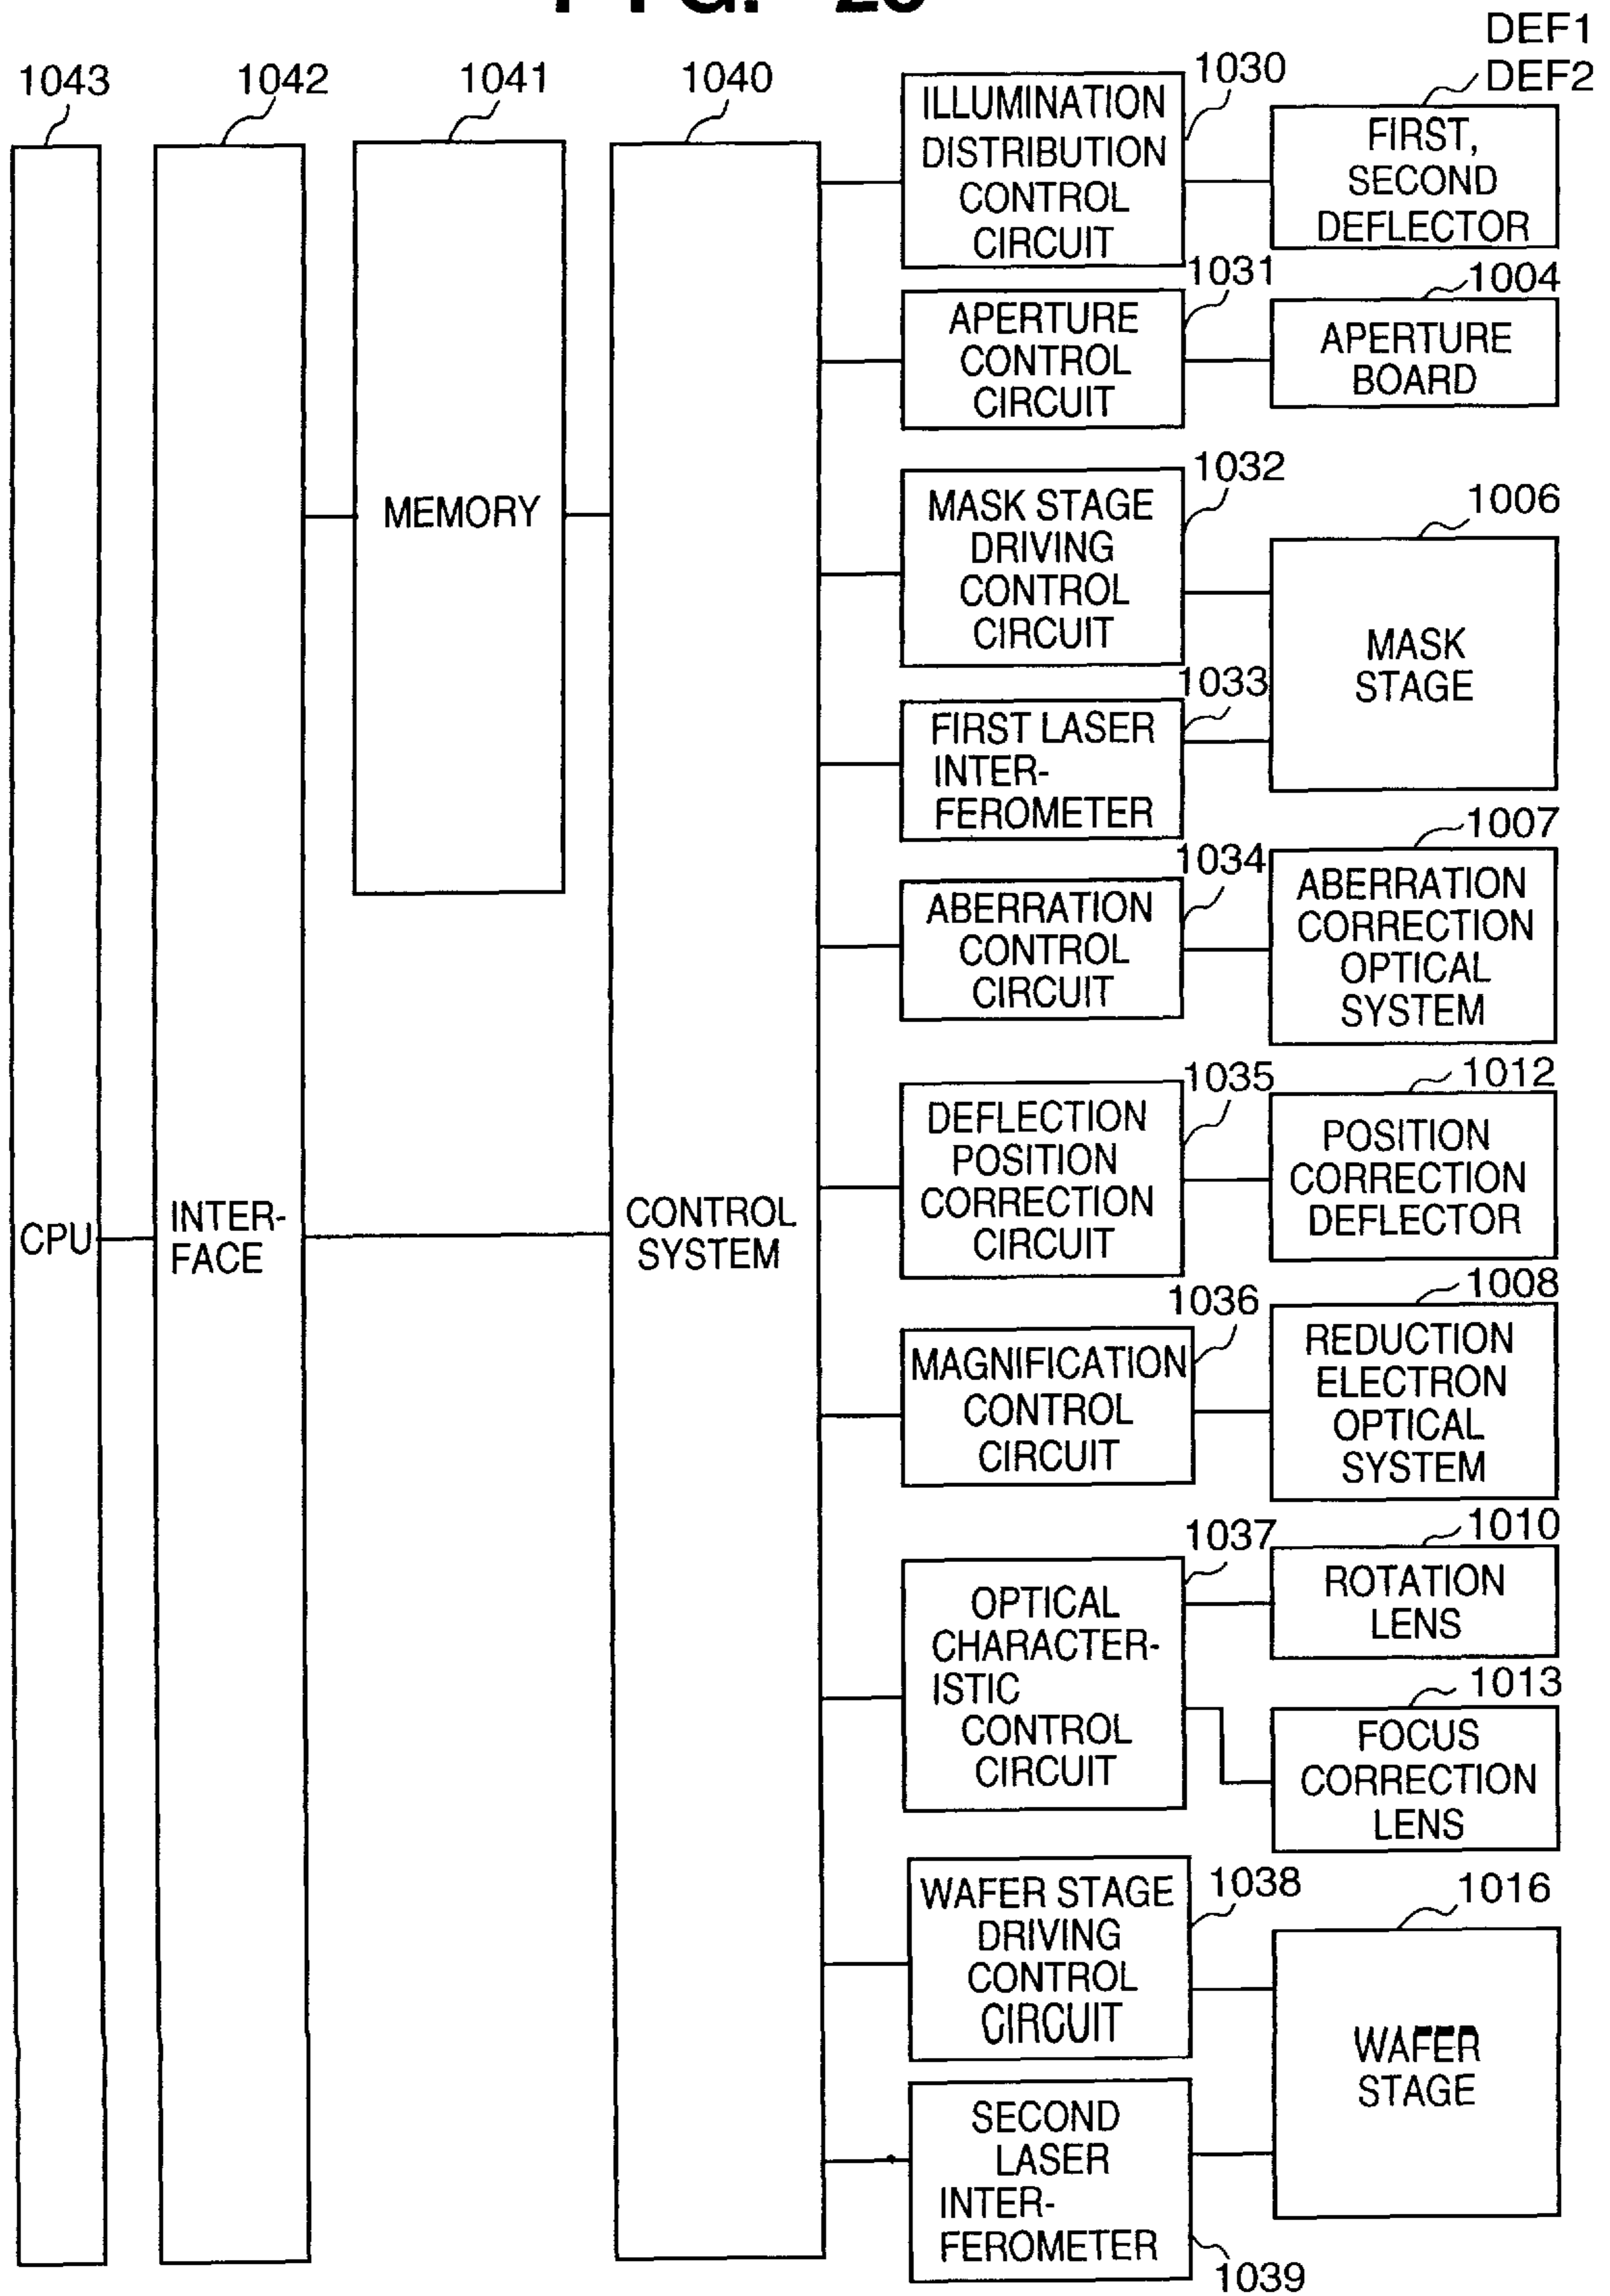 DEF1
DEF2
1043
1042
1041
1040
CPU
INTER-
FACE
MEMORY
CONTROL
SYSTEM
1030
ILLUMINATION
DISTRIBUTION
CONTROL
CIRCUIT
FIRST,
SECOND
DEFLECTOR
1031
APERTURE
CONTROL
CIRCUIT
1004
APERTURE
BOARD
1032
MASK STAGE
DRIVING
CONTROL
CIRCUIT
1006
MASK
STAGE
1033
FIRST LASER
INTER-
FEROMETER
1034
ABERRATION
CONTROL
CIRCUIT
1007
ABERRATION
CORRECTION
OPTICAL
SYSTEM
1035
DEFLECTION
POSITION
CORRECTION
CIRCUIT
1012
POSITION
CORRECTION
DEFLECTOR
1036
MAGNIFICATION
CONTROL
CIRCUIT
1008
REDUCTION
ELECTRON
OPTICAL
SYSTEM
1037
OPTICAL
CHARACTER-
ISTIC
CONTROL
CIRCUIT
1010
ROTATION
LENS
1013
FOCUS
CORRECTION
LENS
1038
WAFER STAGE
DRIVING
CONTROL
CIRCUIT
1016
WAFER
STAGE
SECOND
LASER
INTER-
FEROMETER
1039